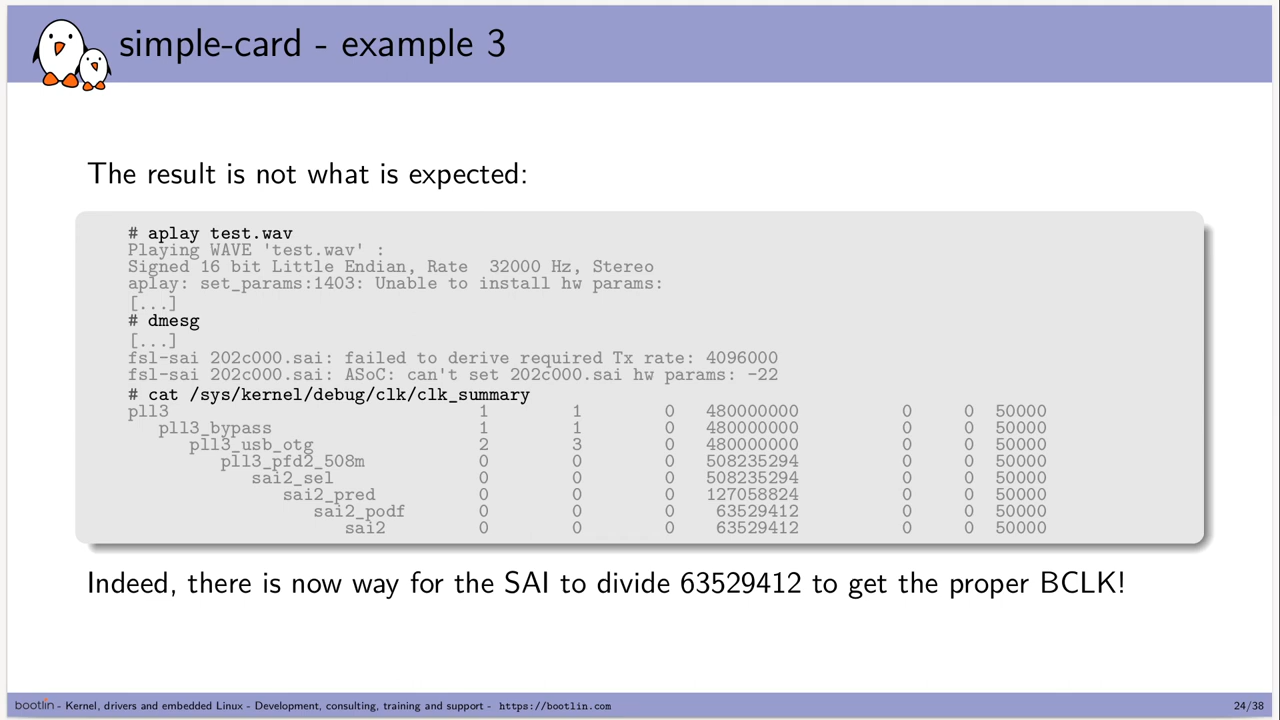 simple-card - example 3
The result is not what is expected:
# aplay test.wav
Playing WAVE 'test.wav' :
Signed 16 bit Little Endian, Rate  32000 Hz, Stereo
aplay: set_params:1403: Unable to install hw params:
[...]
# dmesg
[...]
fsl-sai 202c000.sai: failed to derive required Tx rate: 4096000
fsl-sai 202c000.sai: ASoC: can't set 202c000.sai hw params: -22
# cat /sys/kernel/debug/clk/clk_summary
pll3 1 1 0 480000000 0 0 50000
pll3_bypass 1 1 0 480000000 0 0 50000
pll3_usb_otg 2 3 0 480000000 0 0 50000
pll3_pfd2_508m 0 0 0 508235294 0 0 50000
sai2_sel 0 0 0 508235294 0 0 50000
sai2_pred 0 0 0 127058824 0 0 50000
sai2_podf 0 0 0 63529412 0 0 50000
sai2 0 0 0 63529412 0 0 50000
Indeed, there is now way for the SAI to divide 63529412 to get the proper BCLK!
bootlin - Kernel, drivers and embedded Linux - Development, consulting, training and support - https://bootlin.com 24/38